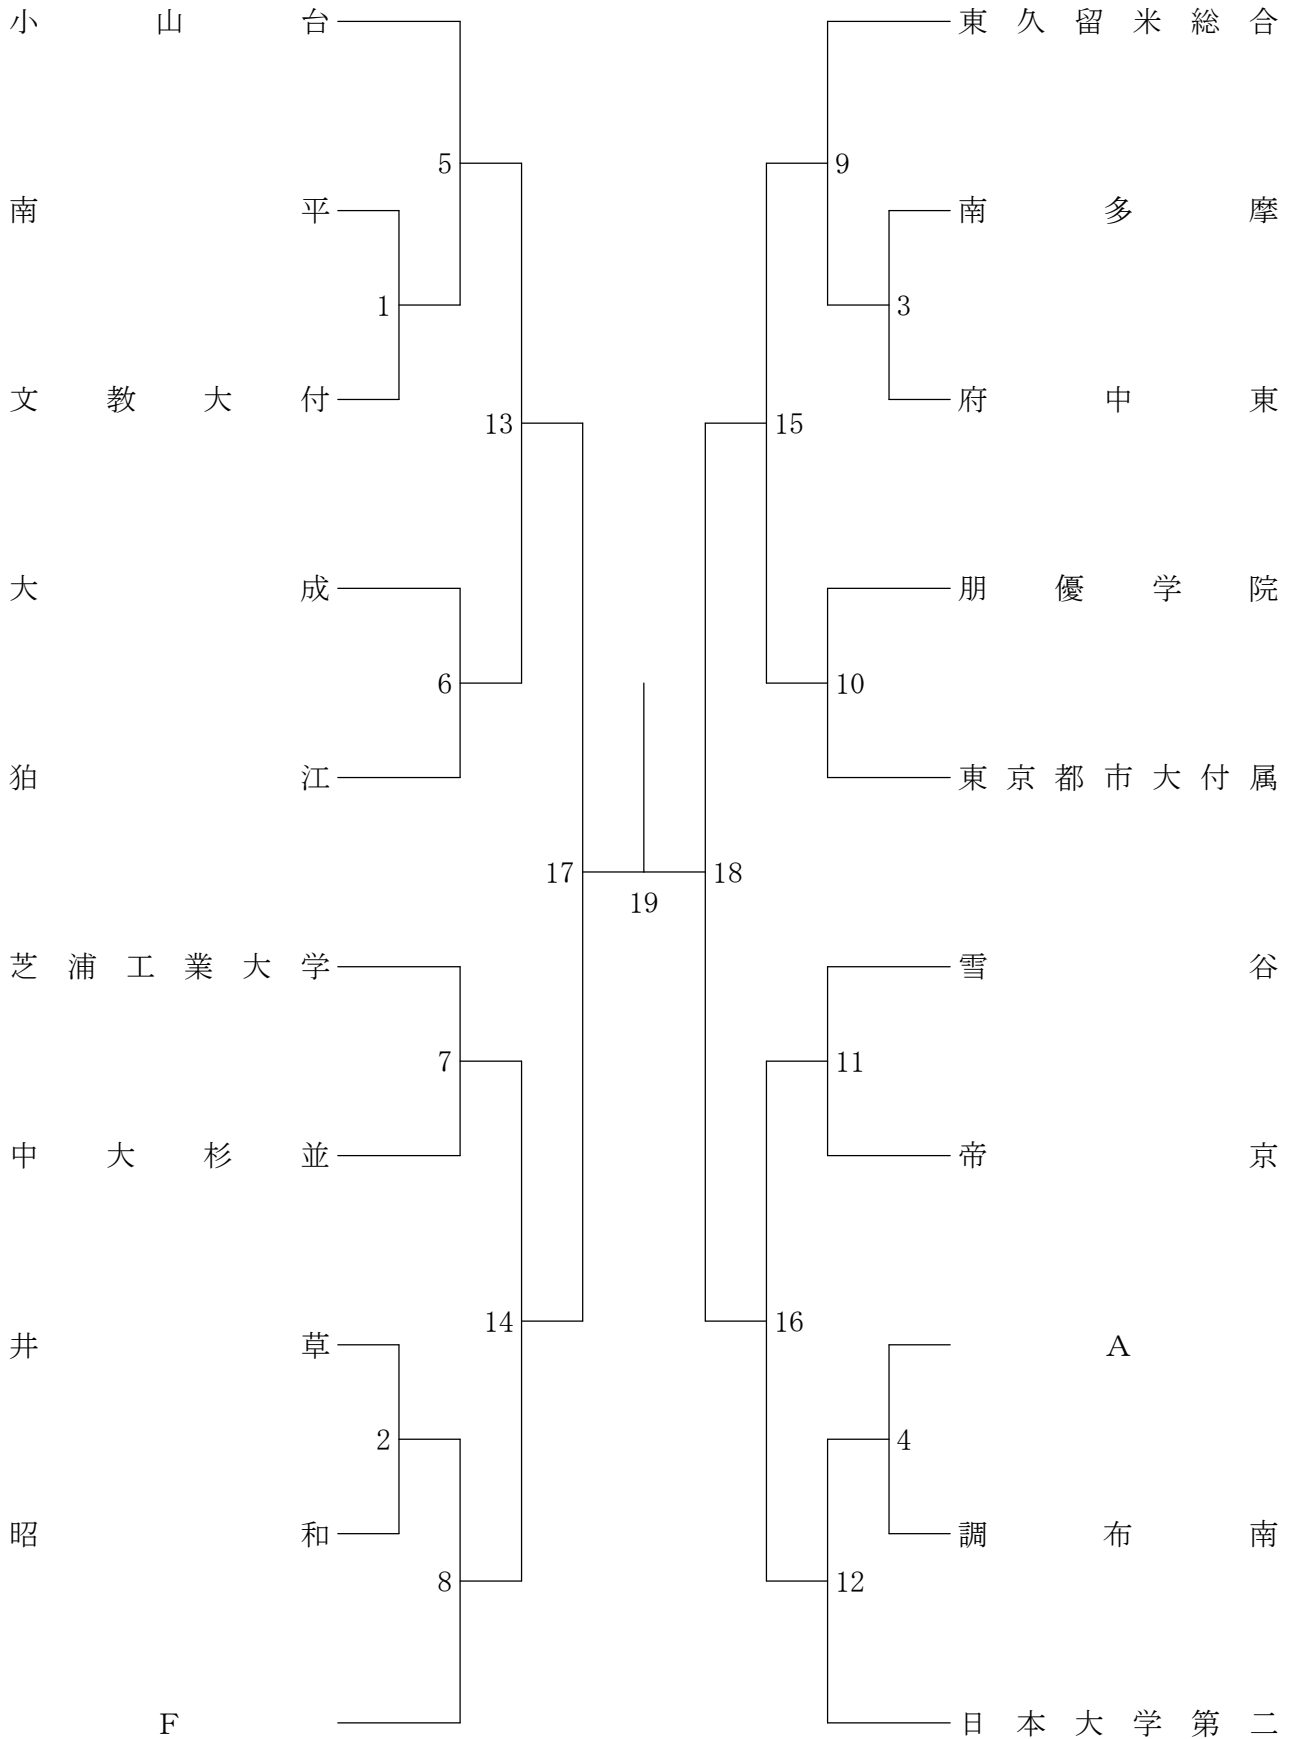 小山台
東久留米総合
5
9
南平
南多摩
1
3
文教大付
府中東
13
15
大成
朋優学院
6
10
狛江
東京都市大付属
17
18
19
芝浦工業大学
雪谷
7
11
中大杉並
帝京
14
16
井草
A
2
4
昭和
調布南
8
12
F
日本大学第二